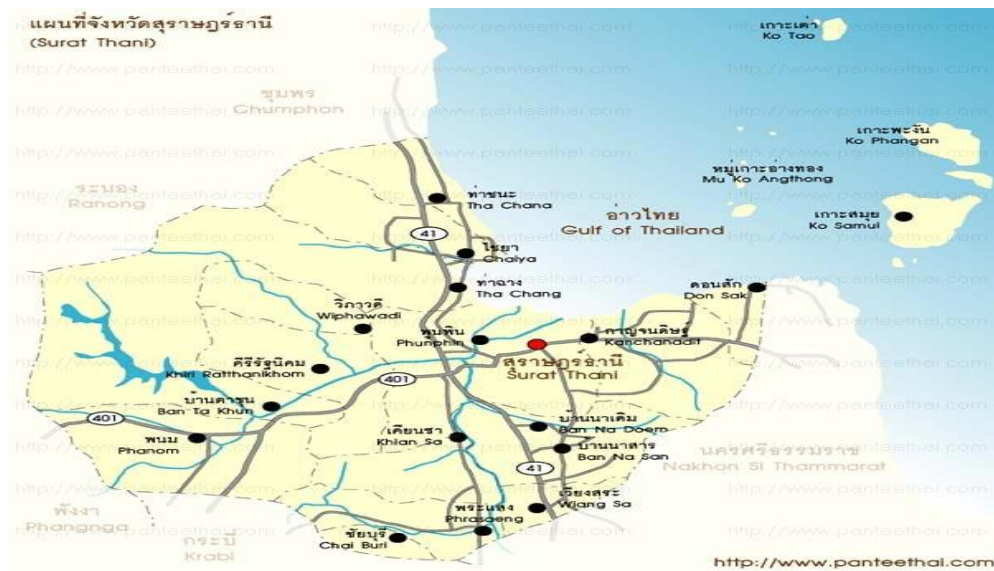 แผนที่จังหวัดสุราษฎร์ธานี
(Surat Thani)
เกาะเต่า
Ko Tao
ชุมพร
Chumphon
เกาะพะงัน
Ko Phangan
หมู่เกาะอ่างทอง
Mu Ko Angthong
ระนอง
Ranong
ท่าชนะ
Tha Chana
อ่าวไทย
Gulf of Thailand
เกาะสมุย
Ko Samui
41
ไชยา
Chaiya
ท่าฉาง
Tha Chang
ดอนสัก
Don Sak
วิภาวดี
Wiphawadi
พุนพิน
Phunphin
กาญจนดิษฐ์
Kanchanadit
สุราษฎร์ธานี
Surat Thani
คีรีรัฐนิคม
Khiri Ratthanikhom
401
บ้านตาขุน
Ban Ta Khun
401
พนม
Phanom
เคียนซา
Khian Sa
บ้านนาเดิม
Ban Na Doem
บ้านนาสาร
Ban Na San
นครศรีธรรมราช
Nakhon Si Thammarat
41
เวียงสระ
Wiang Sa
พระแสง
Phrasaeng
พังงา
Phangnga
กระบี่
Krabi
ชัยบุรี
Chai Buri
http://www.panteethai.com